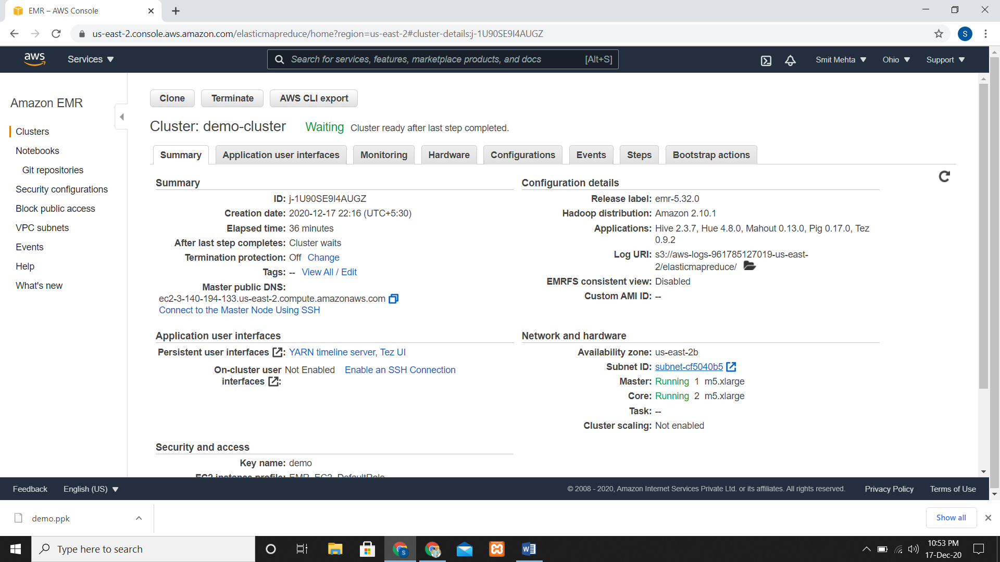 EMR – AWS Console
us-east-2.console.aws.amazon.com/elasticmapreduce/home?region=us-east-2#cluster-details:j-1U90SE9I4AUGZ
S
aws
Services
Search for services, features, marketplace products, and docs
[Alt+S]
Smit Mehta
Ohio
Support
Amazon EMR
Clusters
Notebooks
Git repositories
Security configurations
Block public access
VPC subnets
Events
Help
What's new
Clone
Terminate
AWS CLI export
Cluster: demo-cluster
Waiting
Cluster ready after last step completed.
Summary
Application user interfaces
Monitoring
Hardware
Configurations
Events
Steps
Bootstrap actions
Summary
ID: j-1U90SE9I4AUGZ
Creation date: 2020-12-17 22:16 (UTC+5:30)
Elapsed time: 36 minutes
After last step completes: Cluster waits
Termination protection: Off Change
Tags: -- View All / Edit
Master public DNS:
ec2-3-140-194-133.us-east-2.compute.amazonaws.com
Connect to the Master Node Using SSH
Configuration details
Release label: emr-5.32.0
Hadoop distribution: Amazon 2.10.1
Applications: Hive 2.3.7, Hue 4.8.0, Mahout 0.13.0, Pig 0.17.0, Tez
0.9.2
Log URI: s3://aws-logs-961785127019-us-east-
2/elasticmapreduce/
EMRFS consistent view: Disabled
Custom AMI ID: --
Application user interfaces
Persistent user interfaces : YARN timeline server, Tez UI
On-cluster user Not Enabled Enable an SSH Connection
interfaces :
Network and hardware
Availability zone: us-east-2b
Subnet ID: subnet-cf5040b5
Master: Running 1 m5.xlarge
Core: Running 2 m5.xlarge
Task: --
Cluster scaling: Not enabled
Security and access
Key name: demo
EC2 instance profile: EMR_EC2_DefaultRole
Feedback
English (US)
© 2008 - 2020, Amazon Internet Services Private Ltd. or its affiliates. All rights reserved.
Privacy Policy
Terms of Use
demo.ppk
Show all
Type here to search
S
W
10:53 PM
17-Dec-20